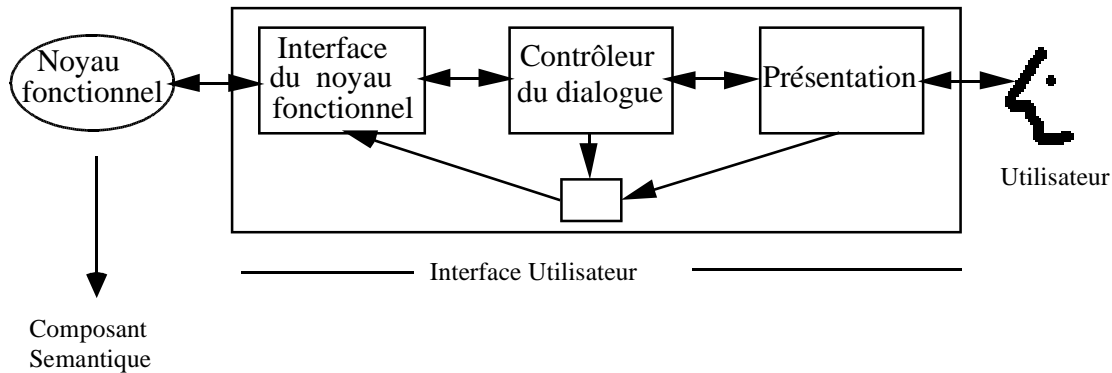 Noyau
fonctionnel
Interface
du noyau
fonctionnel
Contrôleur
du dialogue
Présentation
Utilisateur
Interface Utilisateur
Composant
Semantique